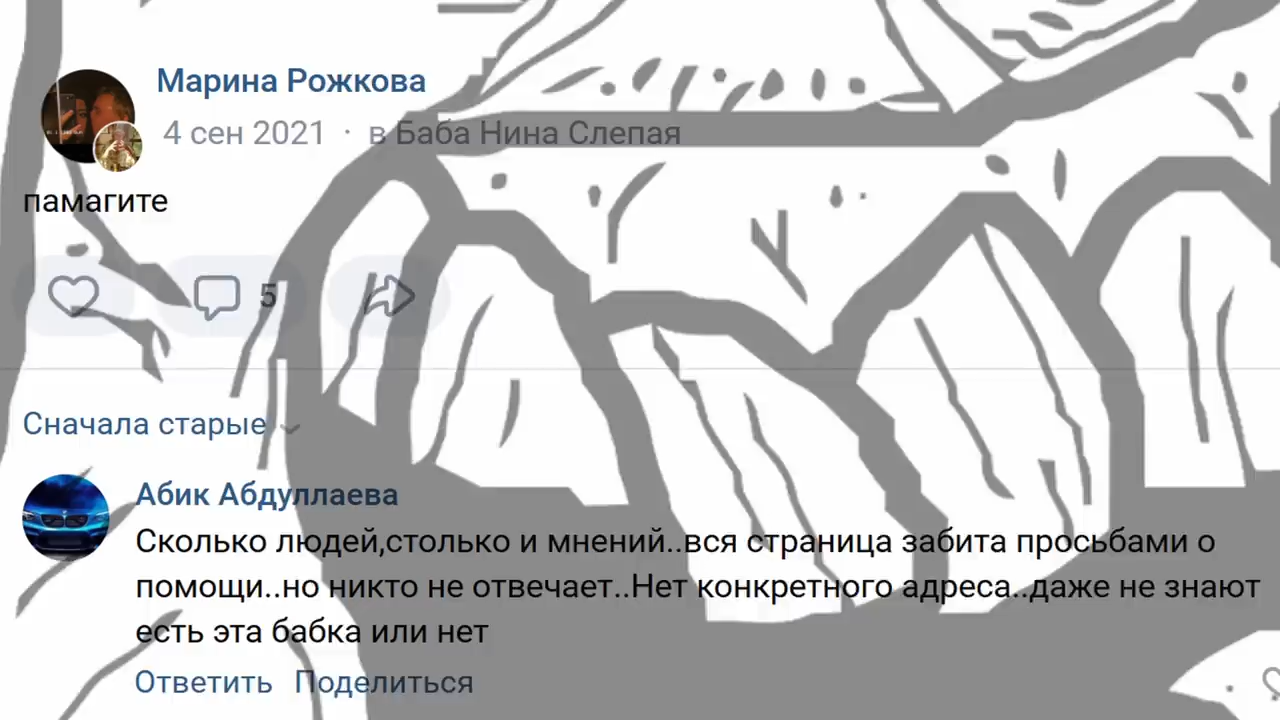 Марина Рожкова
4 сен 2021 · в Баба Нина Слепая
памагите
5
Сначала старые
Абик Абдуллаева
Сколько людей,столько и мнений..вся страница забита просьбами о
помощи..но никто не отвечает..Нет конкретного адреса..даже не знают
есть эта бабка или нет
Ответить Поделиться